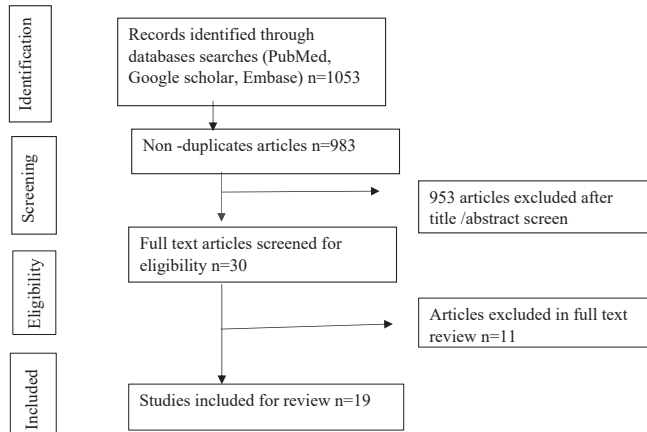 Identification
Records identified through
databases searches (PubMed,
Google scholar, Embase) n=1053
Non -duplicates articles n=983
Screening
953 articles excluded after
title /abstract screen
Full text articles screened for
eligibility n=30
Eligibility
Articles excluded in full text
review n=11
Included
Studies included for review n=19